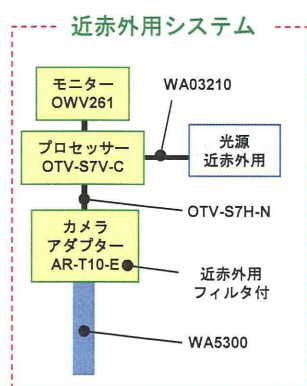 近赤外用システム
モニター
OWV261
WA03210
プロセッサー
OTV-S7V-C
光源
近赤外用
OTV-S7H-N
カメラ
アダプター
AR-T10-E
近赤外用
フィルタ付
WA5300